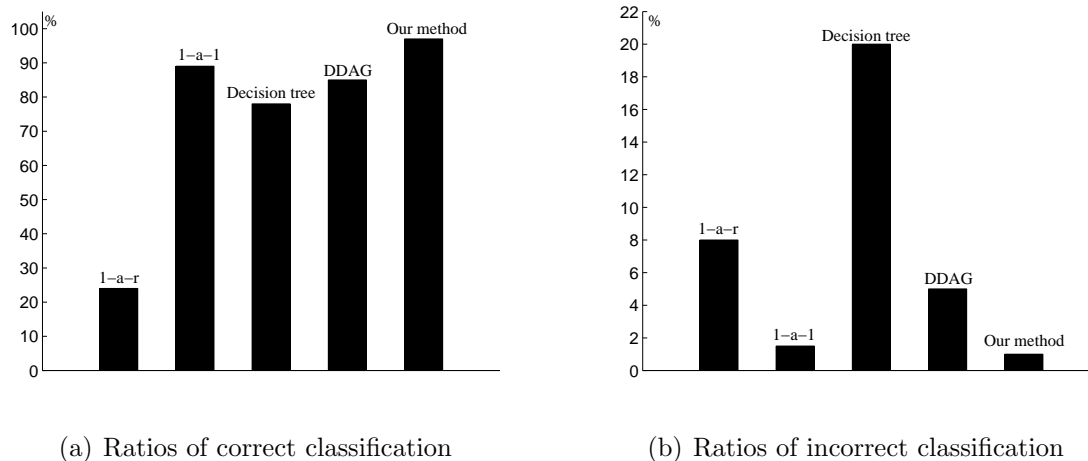 %
100
90
80
70
60
50
40
30
20
10
0
1−a−r
1−a−1
Decision tree
DDAG
Our method
(a) Ratios of correct classification
%
22
20
18
16
14
12
10
8
6
4
2
0
1−a−r
1−a−1
Decision tree
DDAG
Our method
(b) Ratios of incorrect classification